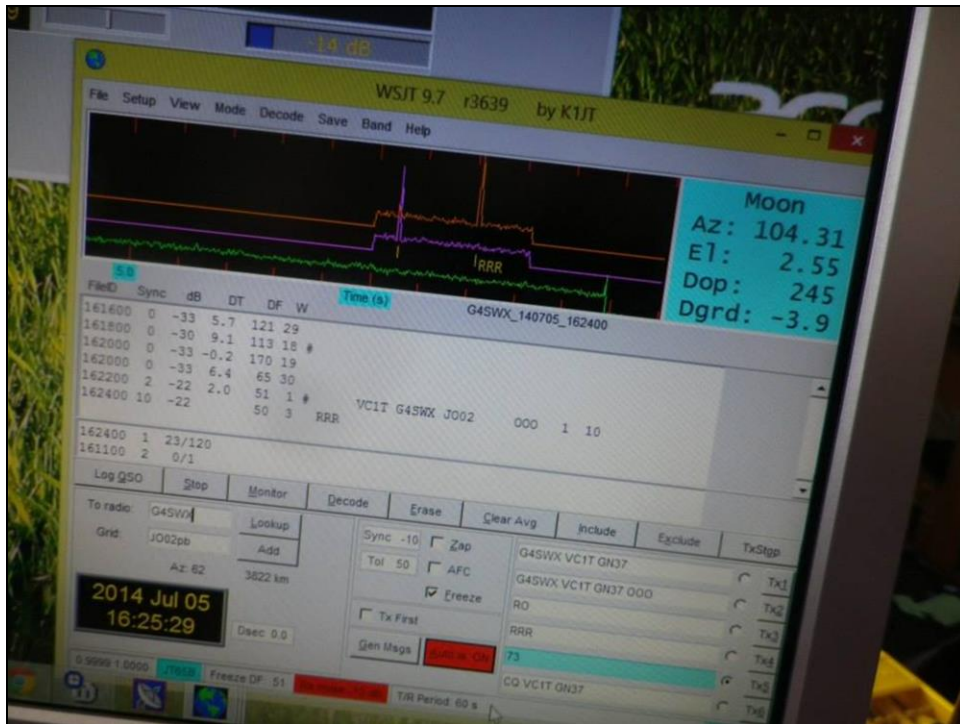 -14 dB
WSJT 9.7 r3639 by K1JT
File Setup View Mode Decode Save Band Help
Moon
Az: 104.31
El: 2.55
Dop: 245
Dgrd: -3.9
RRR
5.0
Time (s)
G4SWX_140705_162400
FileID Sync dB DT DF W
161600 0 -33 5.7 121 29
161800 0 -30 9.1 113 18 #
162000 0 -33 -0.2 170 19
162000 0 -33 6.4 65 30
162200 2 -22 2.0 51 1 # VC1T G4SWX JO02 OOO 1 10
162400 10 -22 50 3 RRR
162400 1 23/120
161100 2 0/1
Log QSO Stop Monitor Decode Erase Clear Avg Include Exclude TxStop
To radio: G4SWX Lookup
Grid: JO02pb Add
Az: 62 3822 km
2014 Jul 05
16:25:29
Dsec 0.0
Sync -10 Zap
Tol 50 AFC
Freeze
Tx First
Gen Msgs
G4SWX VC1T GN37 Tx1
G4SWX VC1T GN37 OOO Tx2
RO Tx3
RRR Tx4
73 Tx5
CQ VC1T GN37 Tx6
0.9999 1.0000 JT65B Freeze DF: 51 T/R Period: 60 s